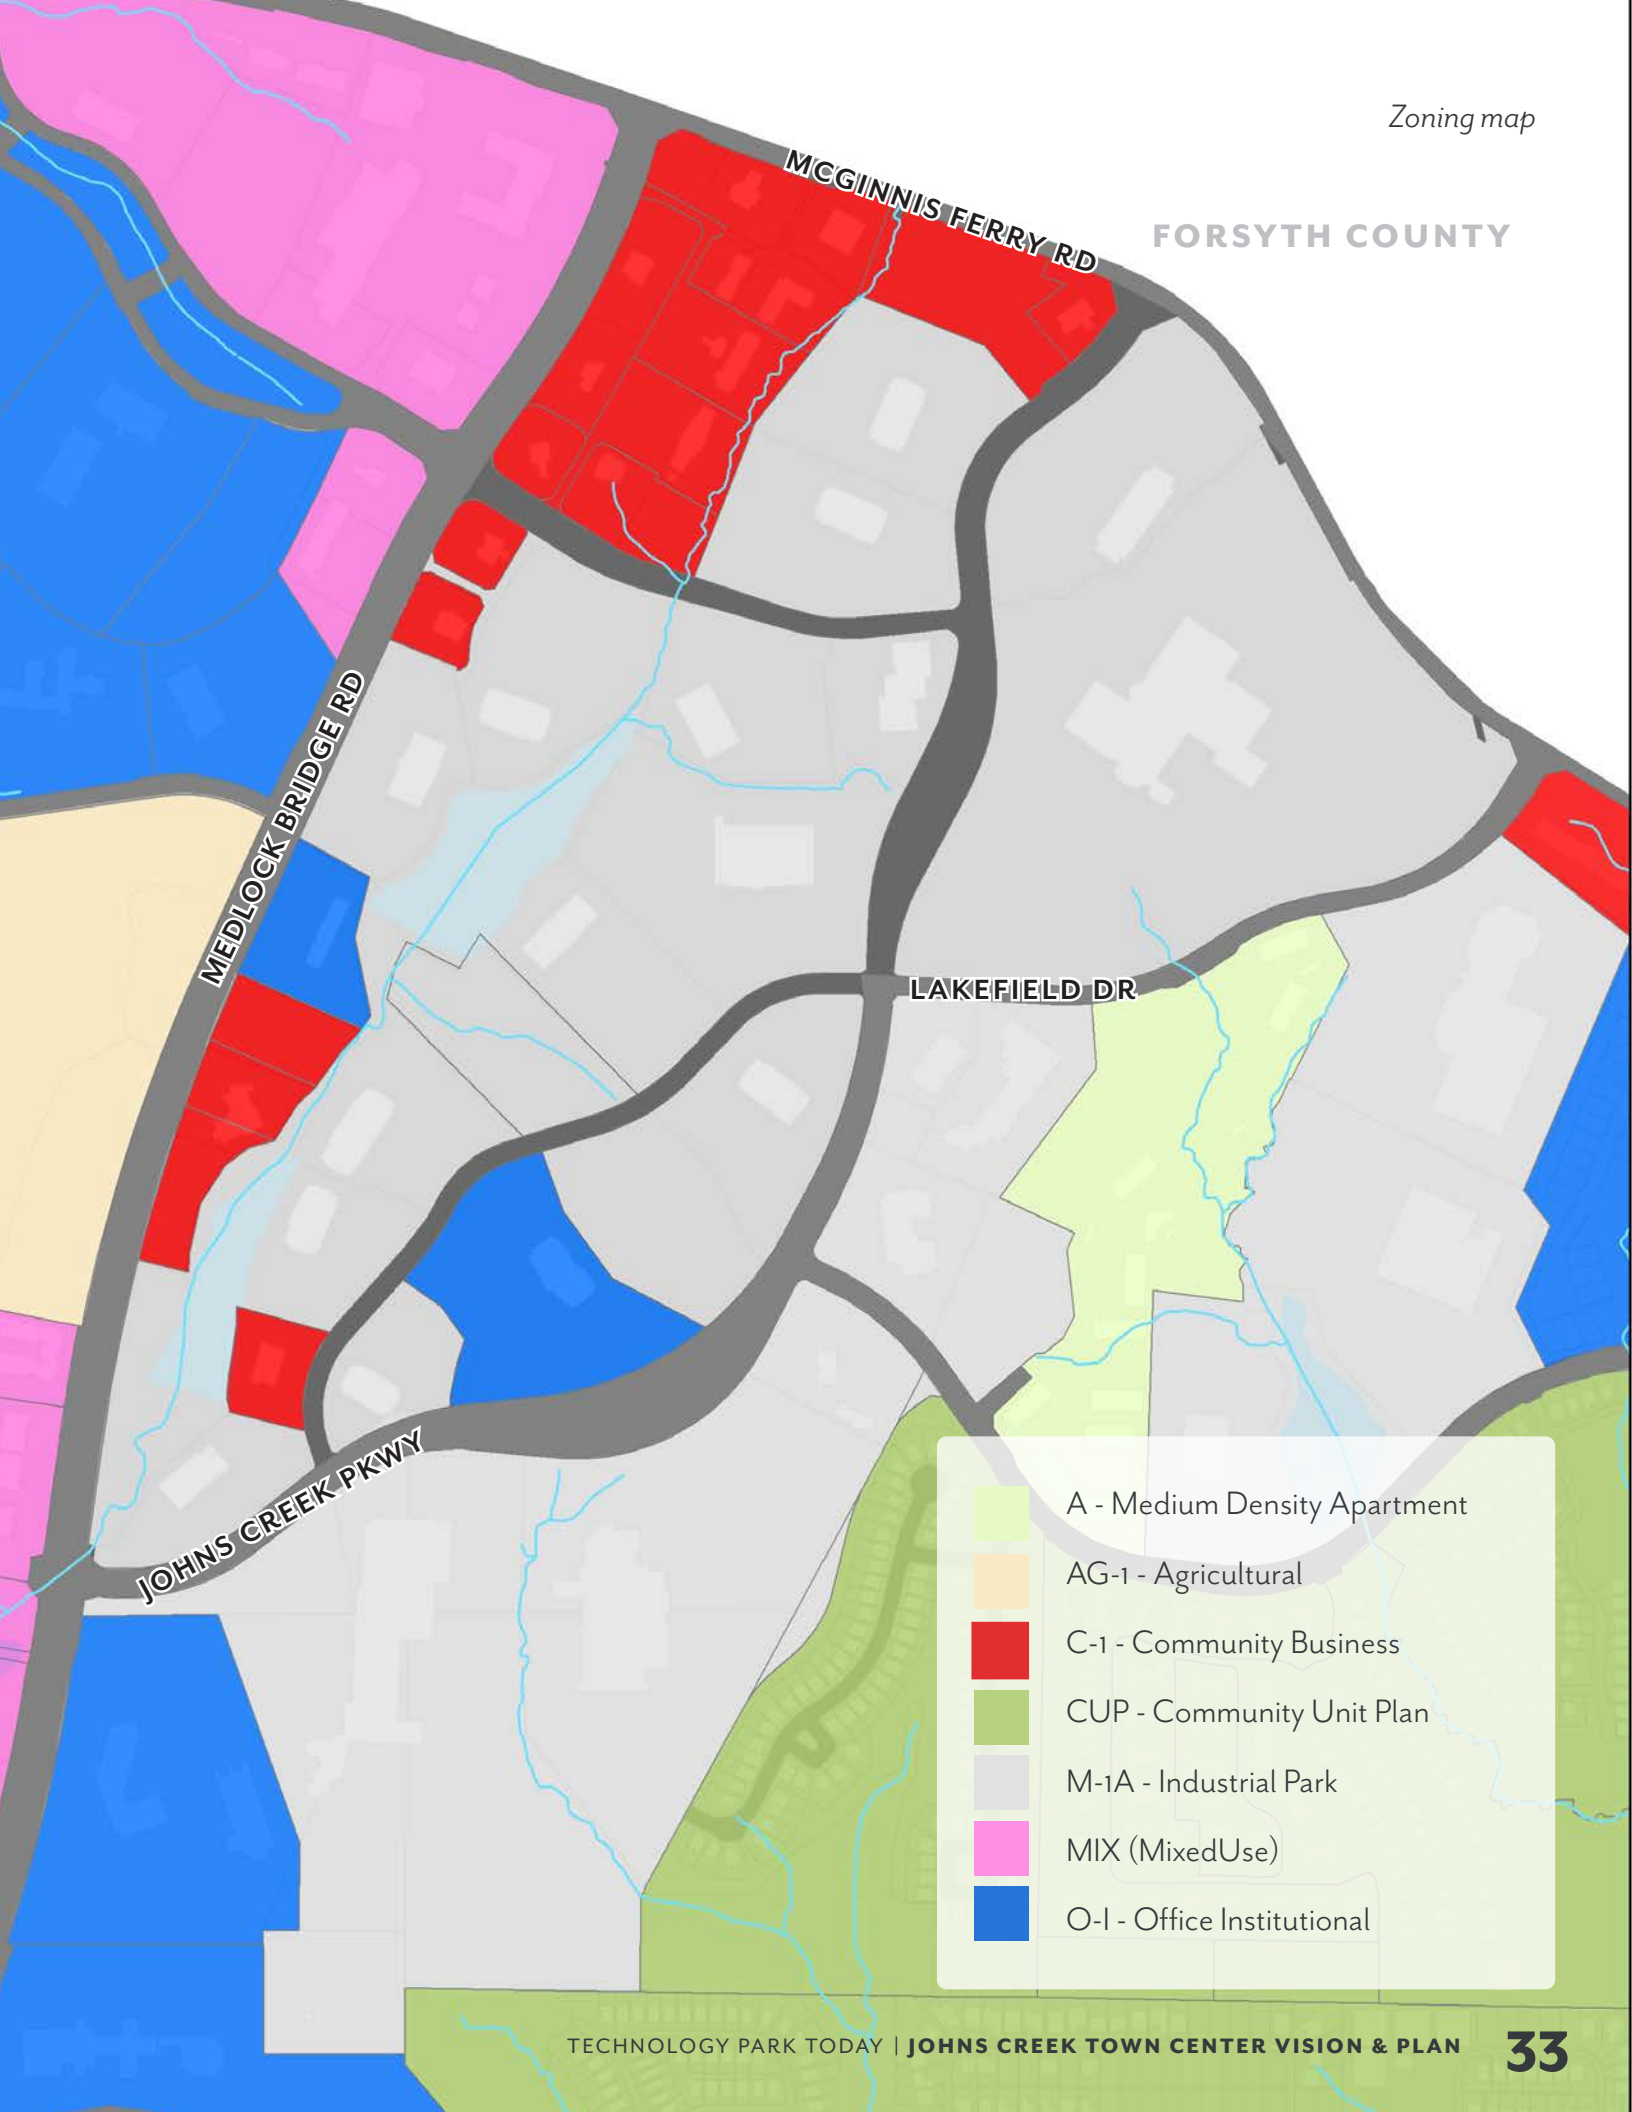 Zoning map
MCGINNIS FERRY RD
FORSYTH COUNTY
MEDLOCK BRIDGE RD
LAKEFIELD DR
JOHNS CREEK PKWY
A - Medium Density Apartment
AG-1 - Agricultural
C-1 - Community Business
CUP - Community Unit Plan
M-1A - Industrial Park
MIX (MixedUse)
O-I - Office Institutional
TECHNOLOGY PARK TODAY | JOHNS CREEK TOWN CENTER VISION & PLAN 33